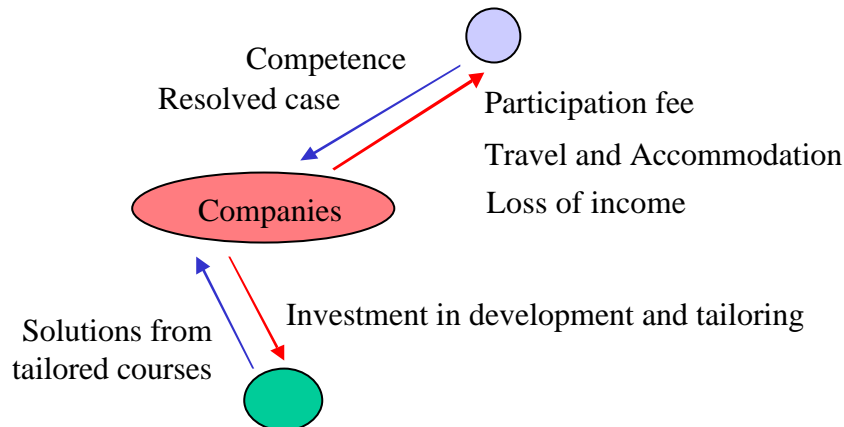 Competence
Resolved case
Participation fee
Travel and Accommodation
Loss of income
Companies
Investment in development and tailoring
Solutions from
tailored courses